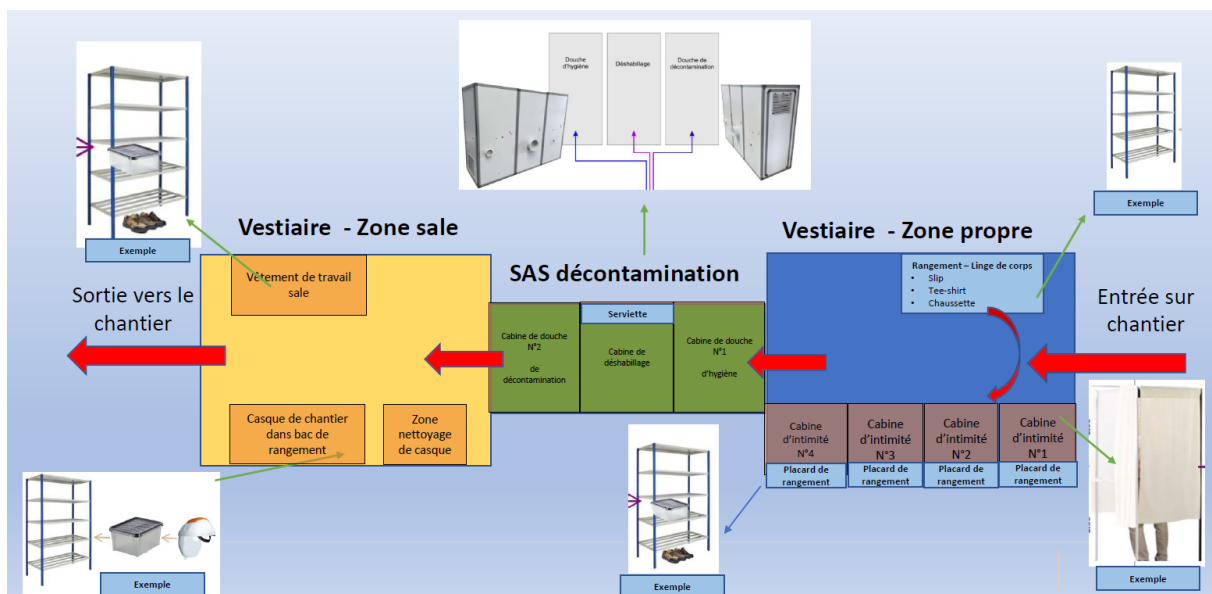 Douche
d'hygiène
Déshabillage
Douche de
décontamination
Exemple
Exemple
Vestiaire - Zone sale
Vestiaire - Zone propre
SAS décontamination
Sortie vers le
chantier
Vêtement de travail
sale
Casque de chantier
dans bac de
rangement
Zone
nettoyage
de casque
Cabine de douche
N°2
de
décontamination
Serviette
Cabine de
déshabillage
Cabine de douche
N°1
d'hygiène
Rangement – Linge de corps
• Slip
• Tee-shirt
• Chaussette
Entrée sur
chantier
Cabine
d'intimité
N°4
Cabine
d'intimité
N°3
Cabine
d'intimité
N°2
Cabine
d'intimité
N°1
Placard de
rangement
Placard de
rangement
Placard de
rangement
Placard de
rangement
Exemple
Exemple
Exemple